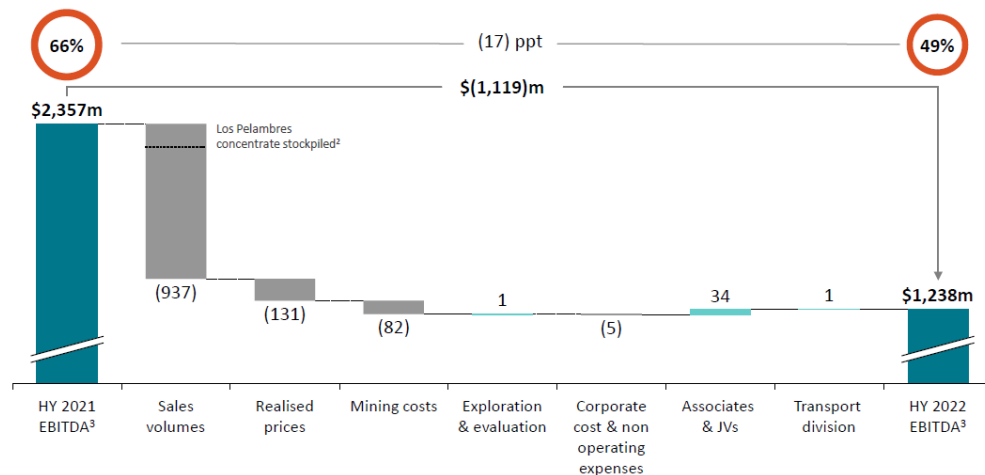 66%
(17) ppt
49%
$(1,119)m
$2,357m
Los Pelambres
concentrate stockpiled²
(937)
(131)
(82)
1
(5)
34
1
$1,238m
HY 2021
EBITDA³
Sales
volumes
Realised
prices
Mining costs
Exploration
& evaluation
Corporate
cost & non
operating
expenses
Associates
& JVs
Transport
division
HY 2022
EBITDA³